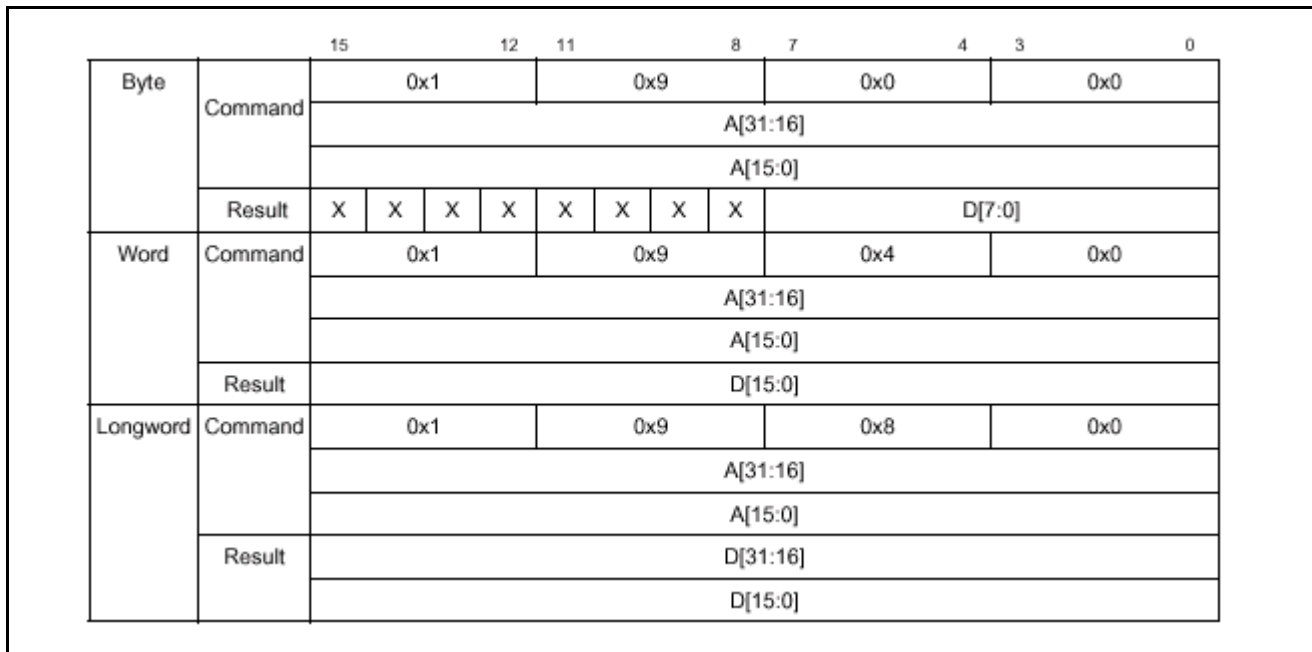 15 12 11 8 7 4 3 0
Byte Command 0x1 0x9 0x0 0x0
A[31:16]
A[15:0]
Result X X X X X X X X D[7:0]
Word Command 0x1 0x9 0x4 0x0
A[31:16]
A[15:0]
Result D[15:0]
Longword Command 0x1 0x9 0x8 0x0
A[31:16]
A[15:0]
Result D[31:16]
D[15:0]